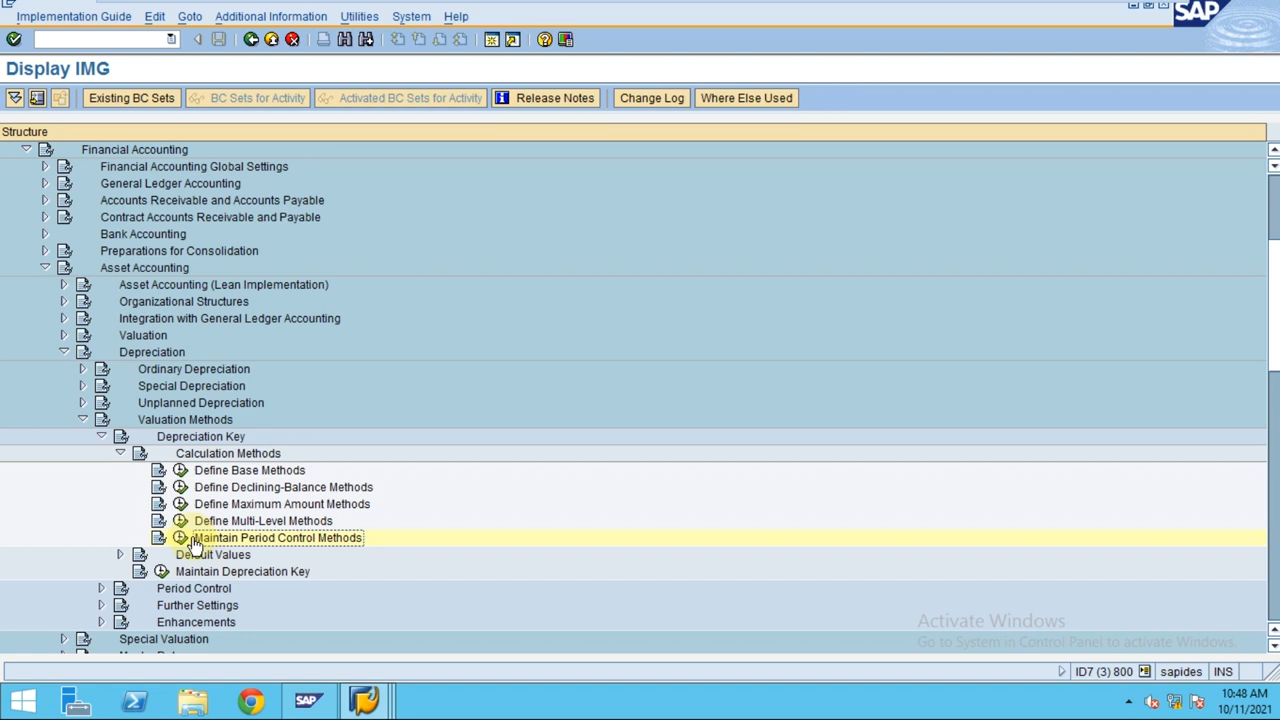 Implementation Guide Edit Goto Additional Information Utilities System Help
SAP
Display IMG
Existing BC Sets BC Sets for Activity Activated BC Sets for Activity Release Notes Change Log Where Else Used
Structure
Financial Accounting
Financial Accounting Global Settings
General Ledger Accounting
Accounts Receivable and Accounts Payable
Contract Accounts Receivable and Payable
Bank Accounting
Preparations for Consolidation
Asset Accounting
Asset Accounting (Lean Implementation)
Organizational Structures
Integration with General Ledger Accounting
Valuation
Depreciation
Ordinary Depreciation
Special Depreciation
Unplanned Depreciation
Valuation Methods
Depreciation Key
Calculation Methods
Define Base Methods
Define Declining-Balance Methods
Define Maximum Amount Methods
Define Multi-Level Methods
Maintain Period Control Methods
Default Values
Maintain Depreciation Key
Period Control
Further Settings
Enhancements
Special Valuation
Activate Windows
Go to System in Control Panel to activate Windows.
ID7 (3) 800 sapides INS
SAP
10:48 AM
10/11/2021